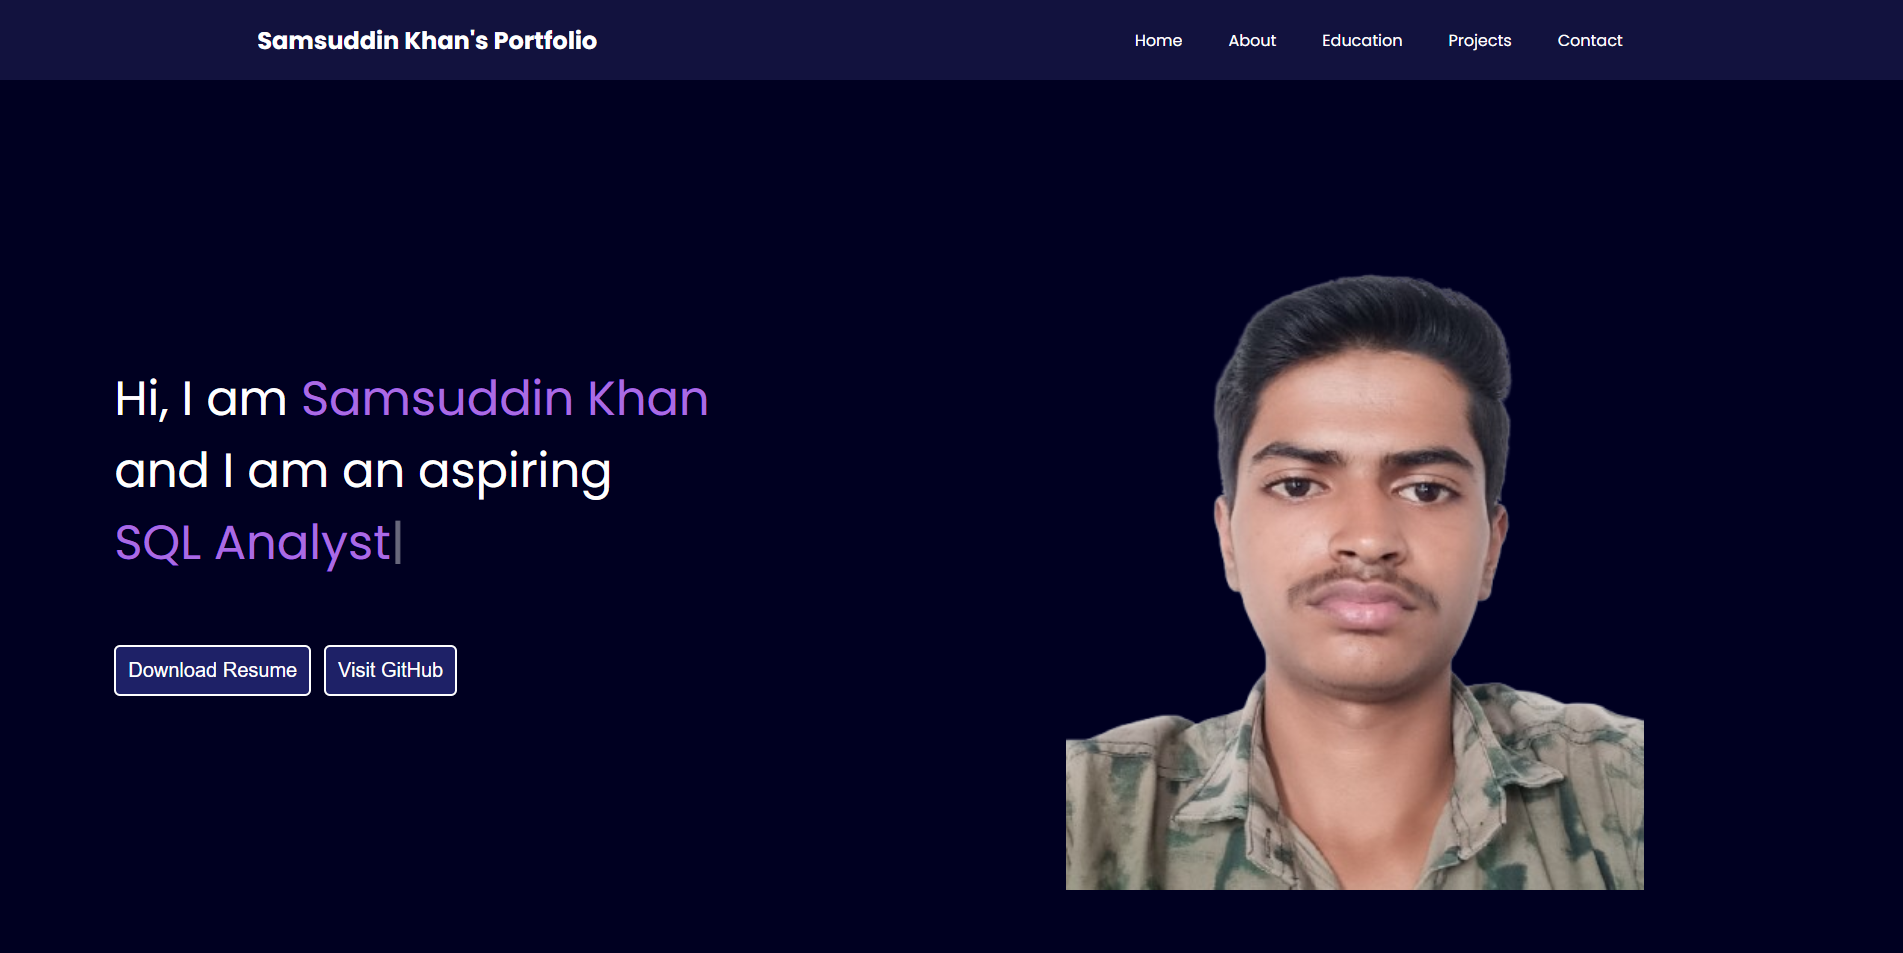 Samsuddin Khan's Portfolio
Home About Education Projects Contact
Hi, I am Samsuddin Khan
and I am an aspiring
SQL Analyst|
Download Resume Visit GitHub